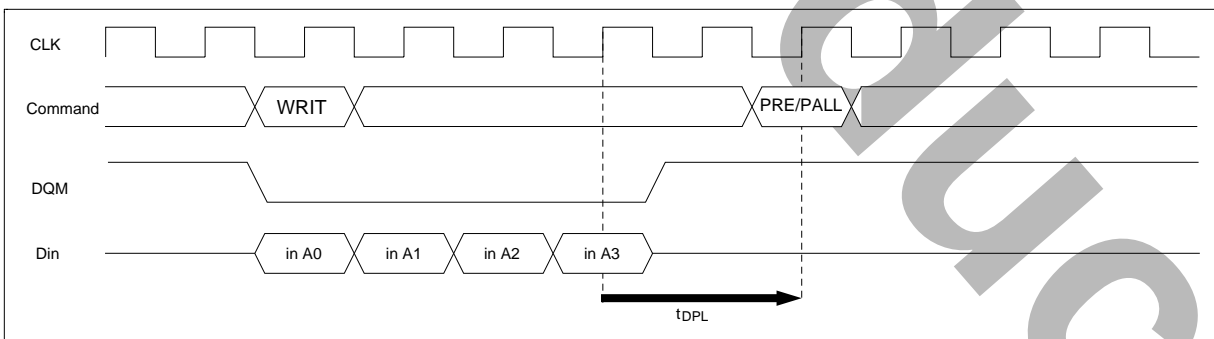 CLK
Command WRIT PRE/PALL
DQM
Din in A0 in A1 in A2 in A3
tDPL